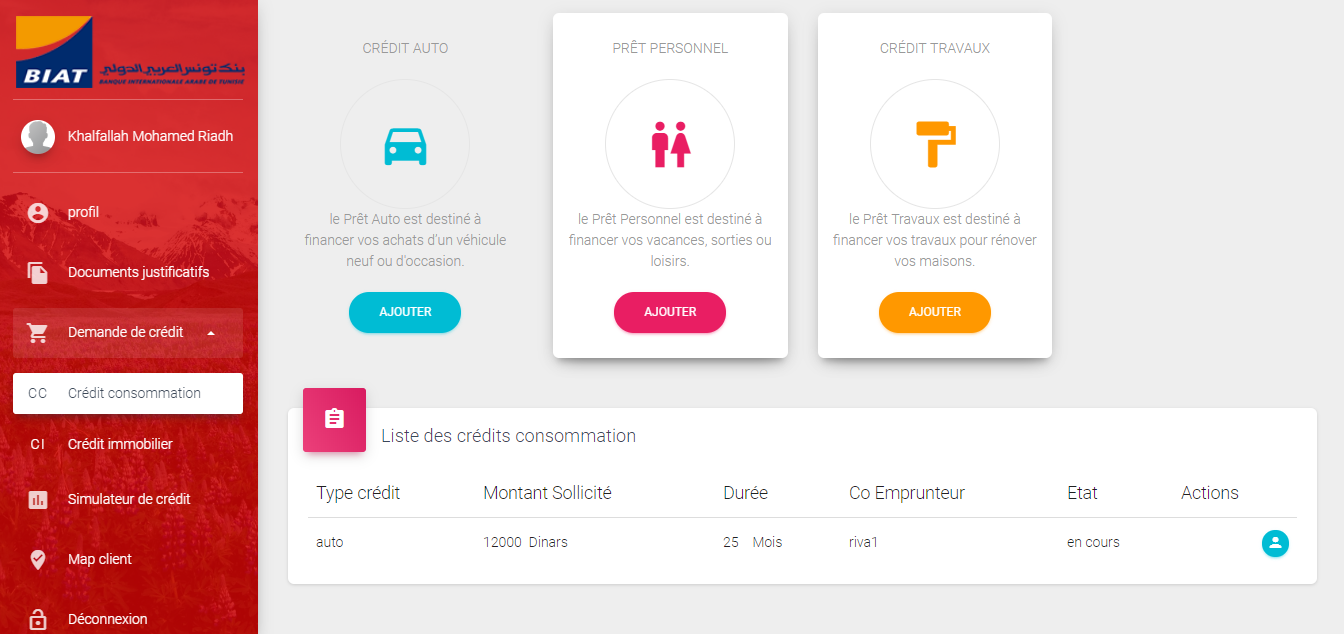 BIAT
بنك تونس العربي الدولي
BANQUE INTERNATIONALE ARABE DE TUNISIE
Khalfallah Mohamed Riadh
profil
Documents justificatifs
Demande de crédit
CC Crédit consommation
CI Crédit immobilier
Simulateur de crédit
Map client
Déconnexion
CRÉDIT AUTO
le Prêt Auto est destiné à
financer vos achats d'un véhicule
neuf ou d'occasion.
AJOUTER
PRÊT PERSONNEL
le Prêt Personnel est destiné à
financer vos vacances, sorties ou
loisirs.
AJOUTER
CRÉDIT TRAVAUX
le Prêt Travaux est destiné à
financer vos travaux pour rénover
vos maisons.
AJOUTER
Liste des crédits consommation
Type crédit Montant Sollicité Durée Co Emprunteur Etat Actions
auto 12000 Dinars 25 Mois riva1 en cours